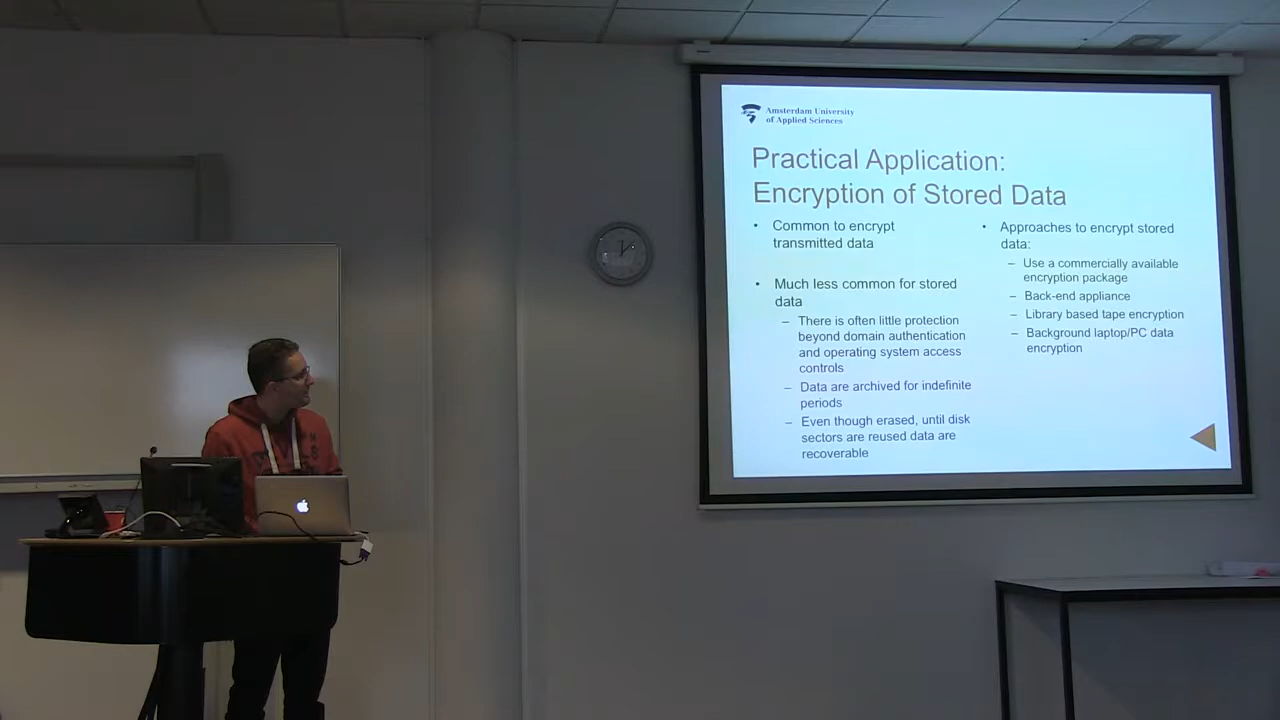 Amsterdam University
of Applied Sciences
Practical Application:
Encryption of Stored Data
• Common to encrypt
transmitted data
• Much less common for stored
data
– There is often little protection
beyond domain authentication
and operating system access
controls
– Data are archived for indefinite
periods
– Even though erased, until disk
sectors are reused data are
recoverable
• Approaches to encrypt stored
data:
– Use a commercially available
encryption package
– Back-end appliance
– Library based tape encryption
– Background laptop/PC data
encryption